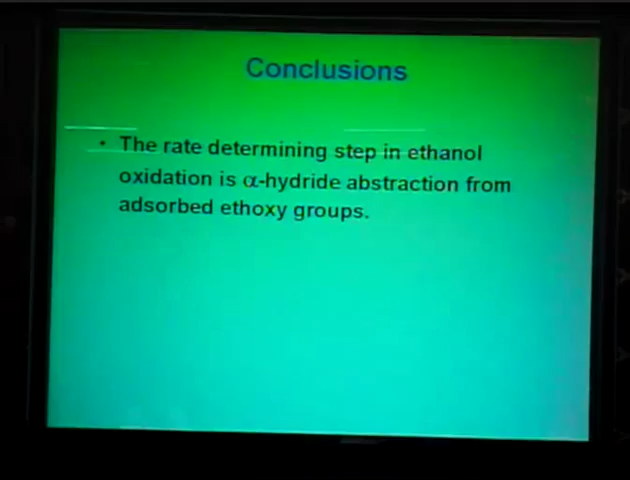 Conclusions
• The rate determining step in ethanol
oxidation is α-hydride abstraction from
adsorbed ethoxy groups.